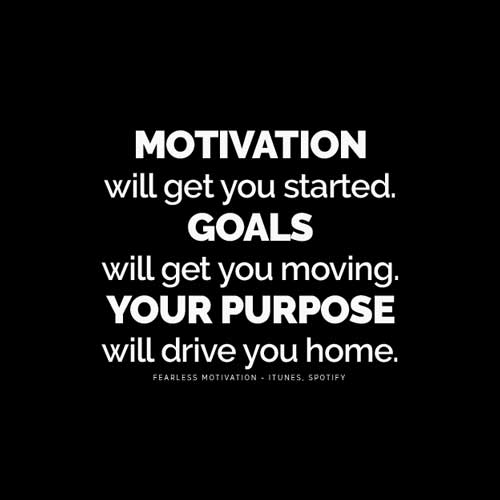 MOTIVATION
will get you started.
GOALS
will get you moving.
YOUR PURPOSE
will drive you home.
FEARLESS MOTIVATION - ITUNES, SPOTIFY